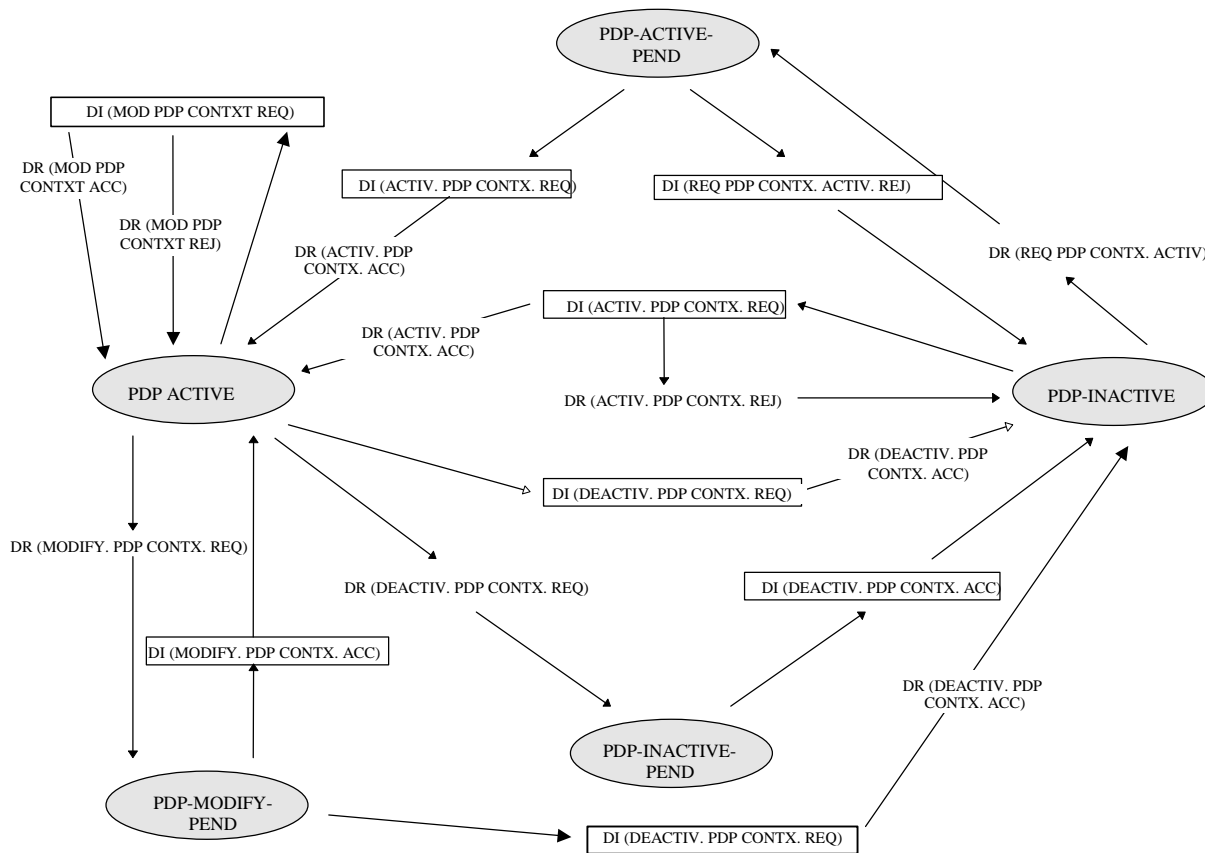 PDP-ACTIVE-
PEND
DI (MOD PDP CONTXT REQ)
DR (MOD PDP
CONTXT ACC)
DI (ACTIV. PDP CONTX. REQ)
DI (REQ PDP CONTX. ACTIV. REJ)
DR (MOD PDP
CONTXT REJ)
DR (ACTIV. PDP
CONTX. ACC)
DR (REQ PDP CONTX. ACTIV)
DI (ACTIV. PDP CONTX. REQ)
DR (ACTIV. PDP
CONTX. ACC)
PDP ACTIVE
DR (ACTIV. PDP CONTX. REJ)
PDP-INACTIVE
DR (DEACTIV. PDP
CONTX. ACC)
DI (DEACTIV. PDP CONTX. REQ)
DR (MODIFY. PDP CONTX. REQ)
DR (DEACTIV. PDP CONTX. REQ)
DI (DEACTIV. PDP CONTX. ACC)
DI (MODIFY. PDP CONTX. ACC)
DR (DEACTIV. PDP
CONTX. ACC)
PDP-INACTIVE-
PEND
PDP-MODIFY-
PEND
DI (DEACTIV. PDP CONTX. REQ)